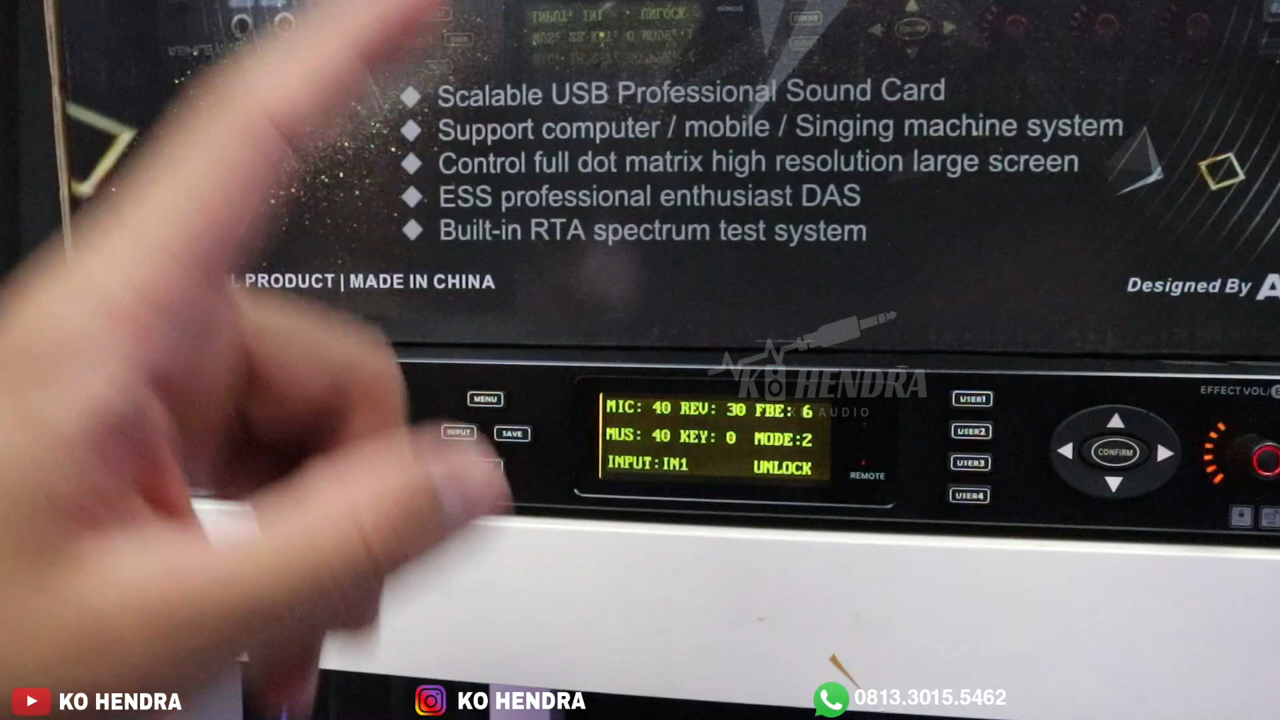 Scalable USB Professional Sound Card
Support computer / mobile / Singing machine system
Control full dot matrix high resolution large screen
ESS professional enthusiast DAS
Built-in RTA spectrum test system
PRODUCT | MADE IN CHINA
Designed By
KO HENDRA
AUDIO
EFFECT VOL/
MENU
INPUT
SAVE
MIC: 40 REV: 30 FBE: 6
MUS: 40 KEY: 0 MODE:2
INPUT:IN1 UNLOCK
REMOTE
USER1
USER2
USER3
USER4
CONFIRM
KO HENDRA
KO HENDRA
0813.3015.5462